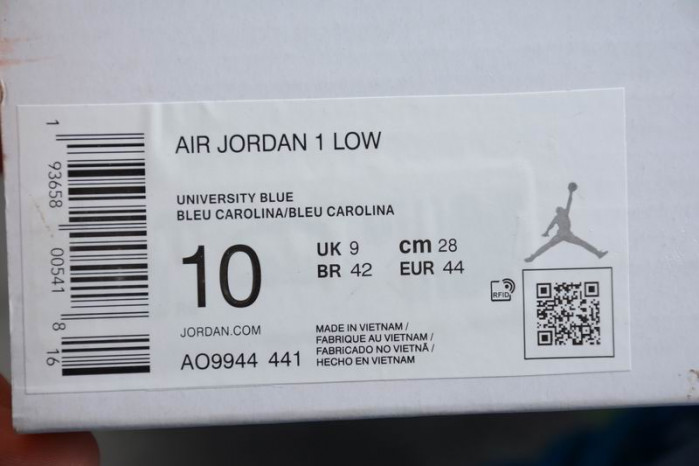 AIR JORDAN 1 LOW
UNIVERSITY BLUE
BLEU CAROLINA/BLEU CAROLINA
10
UK 9 cm 28
BR 42 EUR 44
RFID
JORDAN.COM
AO9944 441
MADE IN VIETNAM /
FABRIQUE AU VIETNAM /
FABRICADO NO VIETNÃ /
HECHO EN VIETNAM
1 93658 00541 8 16